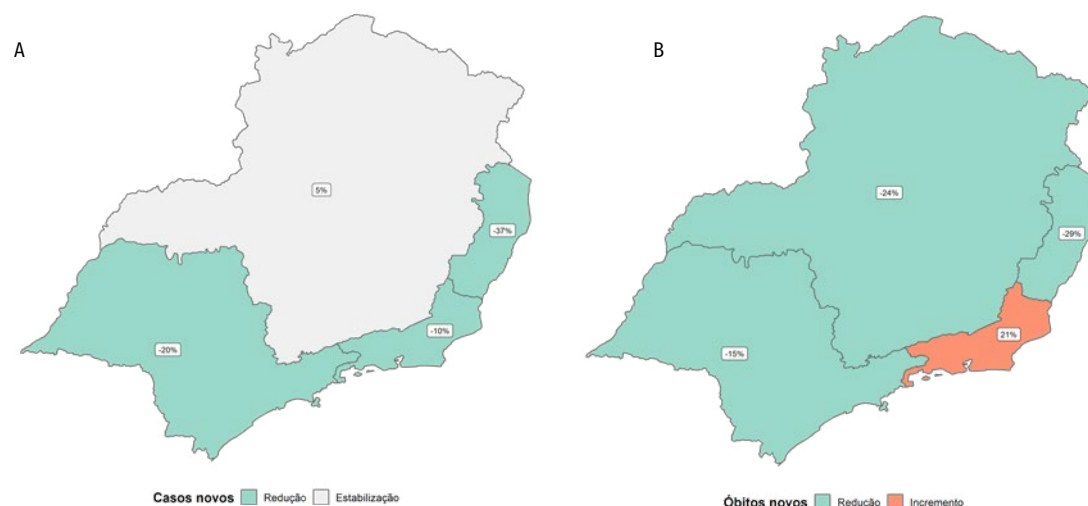 A
5%
-37%
-10%
-20%
Casos novos Redução Estabilização
B
-24%
-29%
21%
-15%
Óbitos novos Redução Incremento